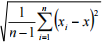 √(1/(n−1) ∑_{i=1}^{n} (x_i − x)^2)